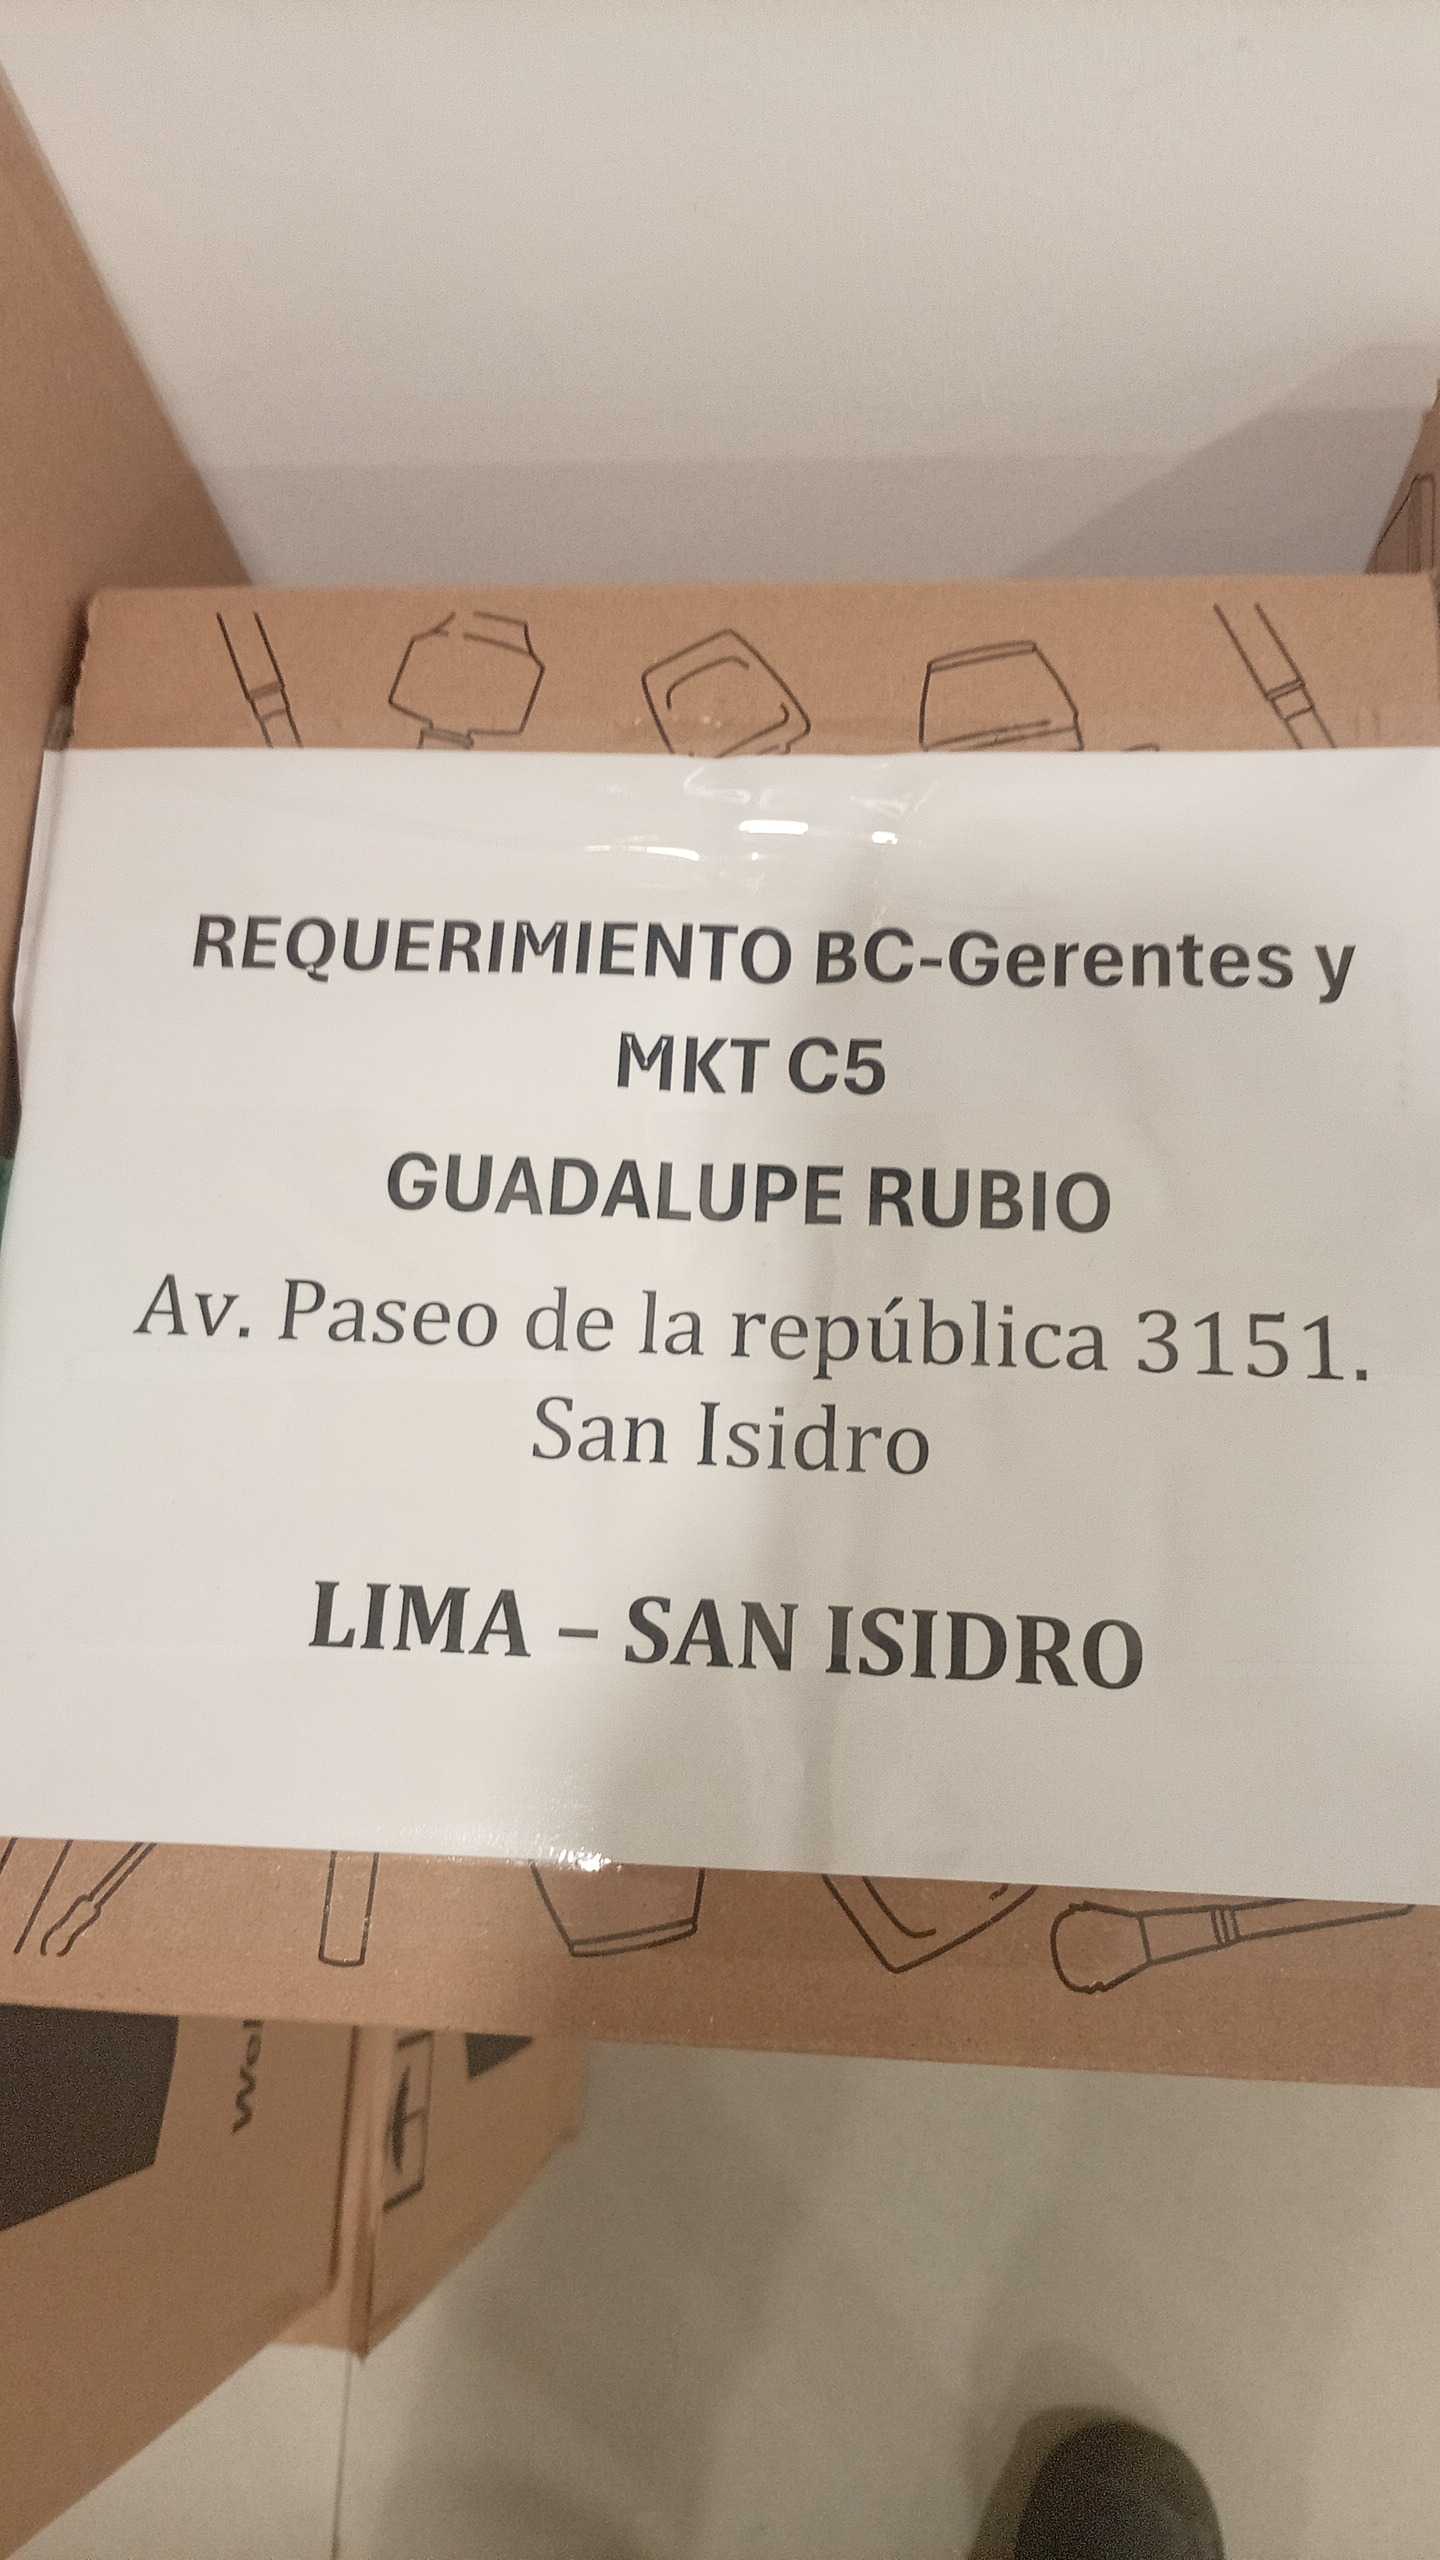 REQUERIMIENTO BC-Gerentes y
MKT C5
GUADALUPE RUBIO
Av. Paseo de la república 3151.
San Isidro
LIMA – SAN ISIDRO